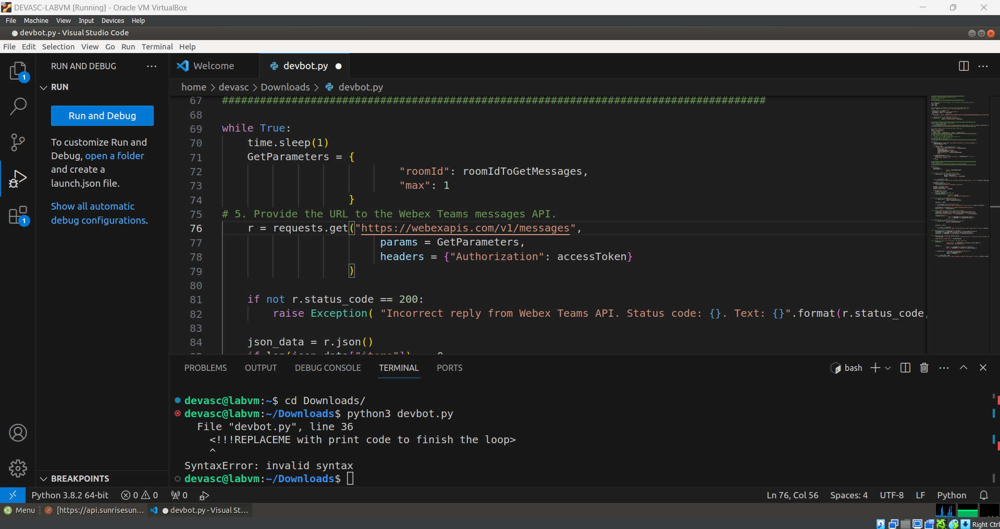 DEVASC-LABVM [Running] - Oracle VM VirtualBox
File Machine View Input Devices Help
● devbot.py - Visual Studio Code
File Edit Selection View Go Run Terminal Help
RUN AND DEBUG ···
Welcome
devbot.py ●
1
RUN
home > devasc > Downloads > devbot.py
Run and Debug
To customize Run and
Debug, open a folder
and create a
launch.json file.
Show all automatic
debug configurations.
1
67 ######################################################################################
68
69 while True:
70     time.sleep(1)
71     GetParameters = {
72                             "roomId": roomIdToGetMessages,
73                             "max": 1
74                     }
75 # 5. Provide the URL to the Webex Teams messages API.
76     r = requests.get("https://webexapis.com/v1/messages",
77                          params = GetParameters,
78                          headers = {"Authorization": accessToken}
79                     )
80
81     if not r.status_code == 200:
82         raise Exception( "Incorrect reply from Webex Teams API. Status code: {}. Text: {}".format(r.status_code,
83
84     json_data = r.json()
PROBLEMS OUTPUT DEBUG CONSOLE TERMINAL PORTS
bash
devasc@labvm:~$ cd Downloads/
devasc@labvm:~/Downloads$ python3 devbot.py
  File "devbot.py", line 36
    <!!!REPLACEME with print code to finish the loop>
    ^
SyntaxError: invalid syntax
devasc@labvm:~/Downloads$
BREAKPOINTS
Python 3.8.2 64-bit 0 0 0 Ln 76, Col 56 Spaces: 4 UTF-8 LF Python
Menu [https://api.sunrisesun... ● devbot.py - Visual St...
Right Ctrl